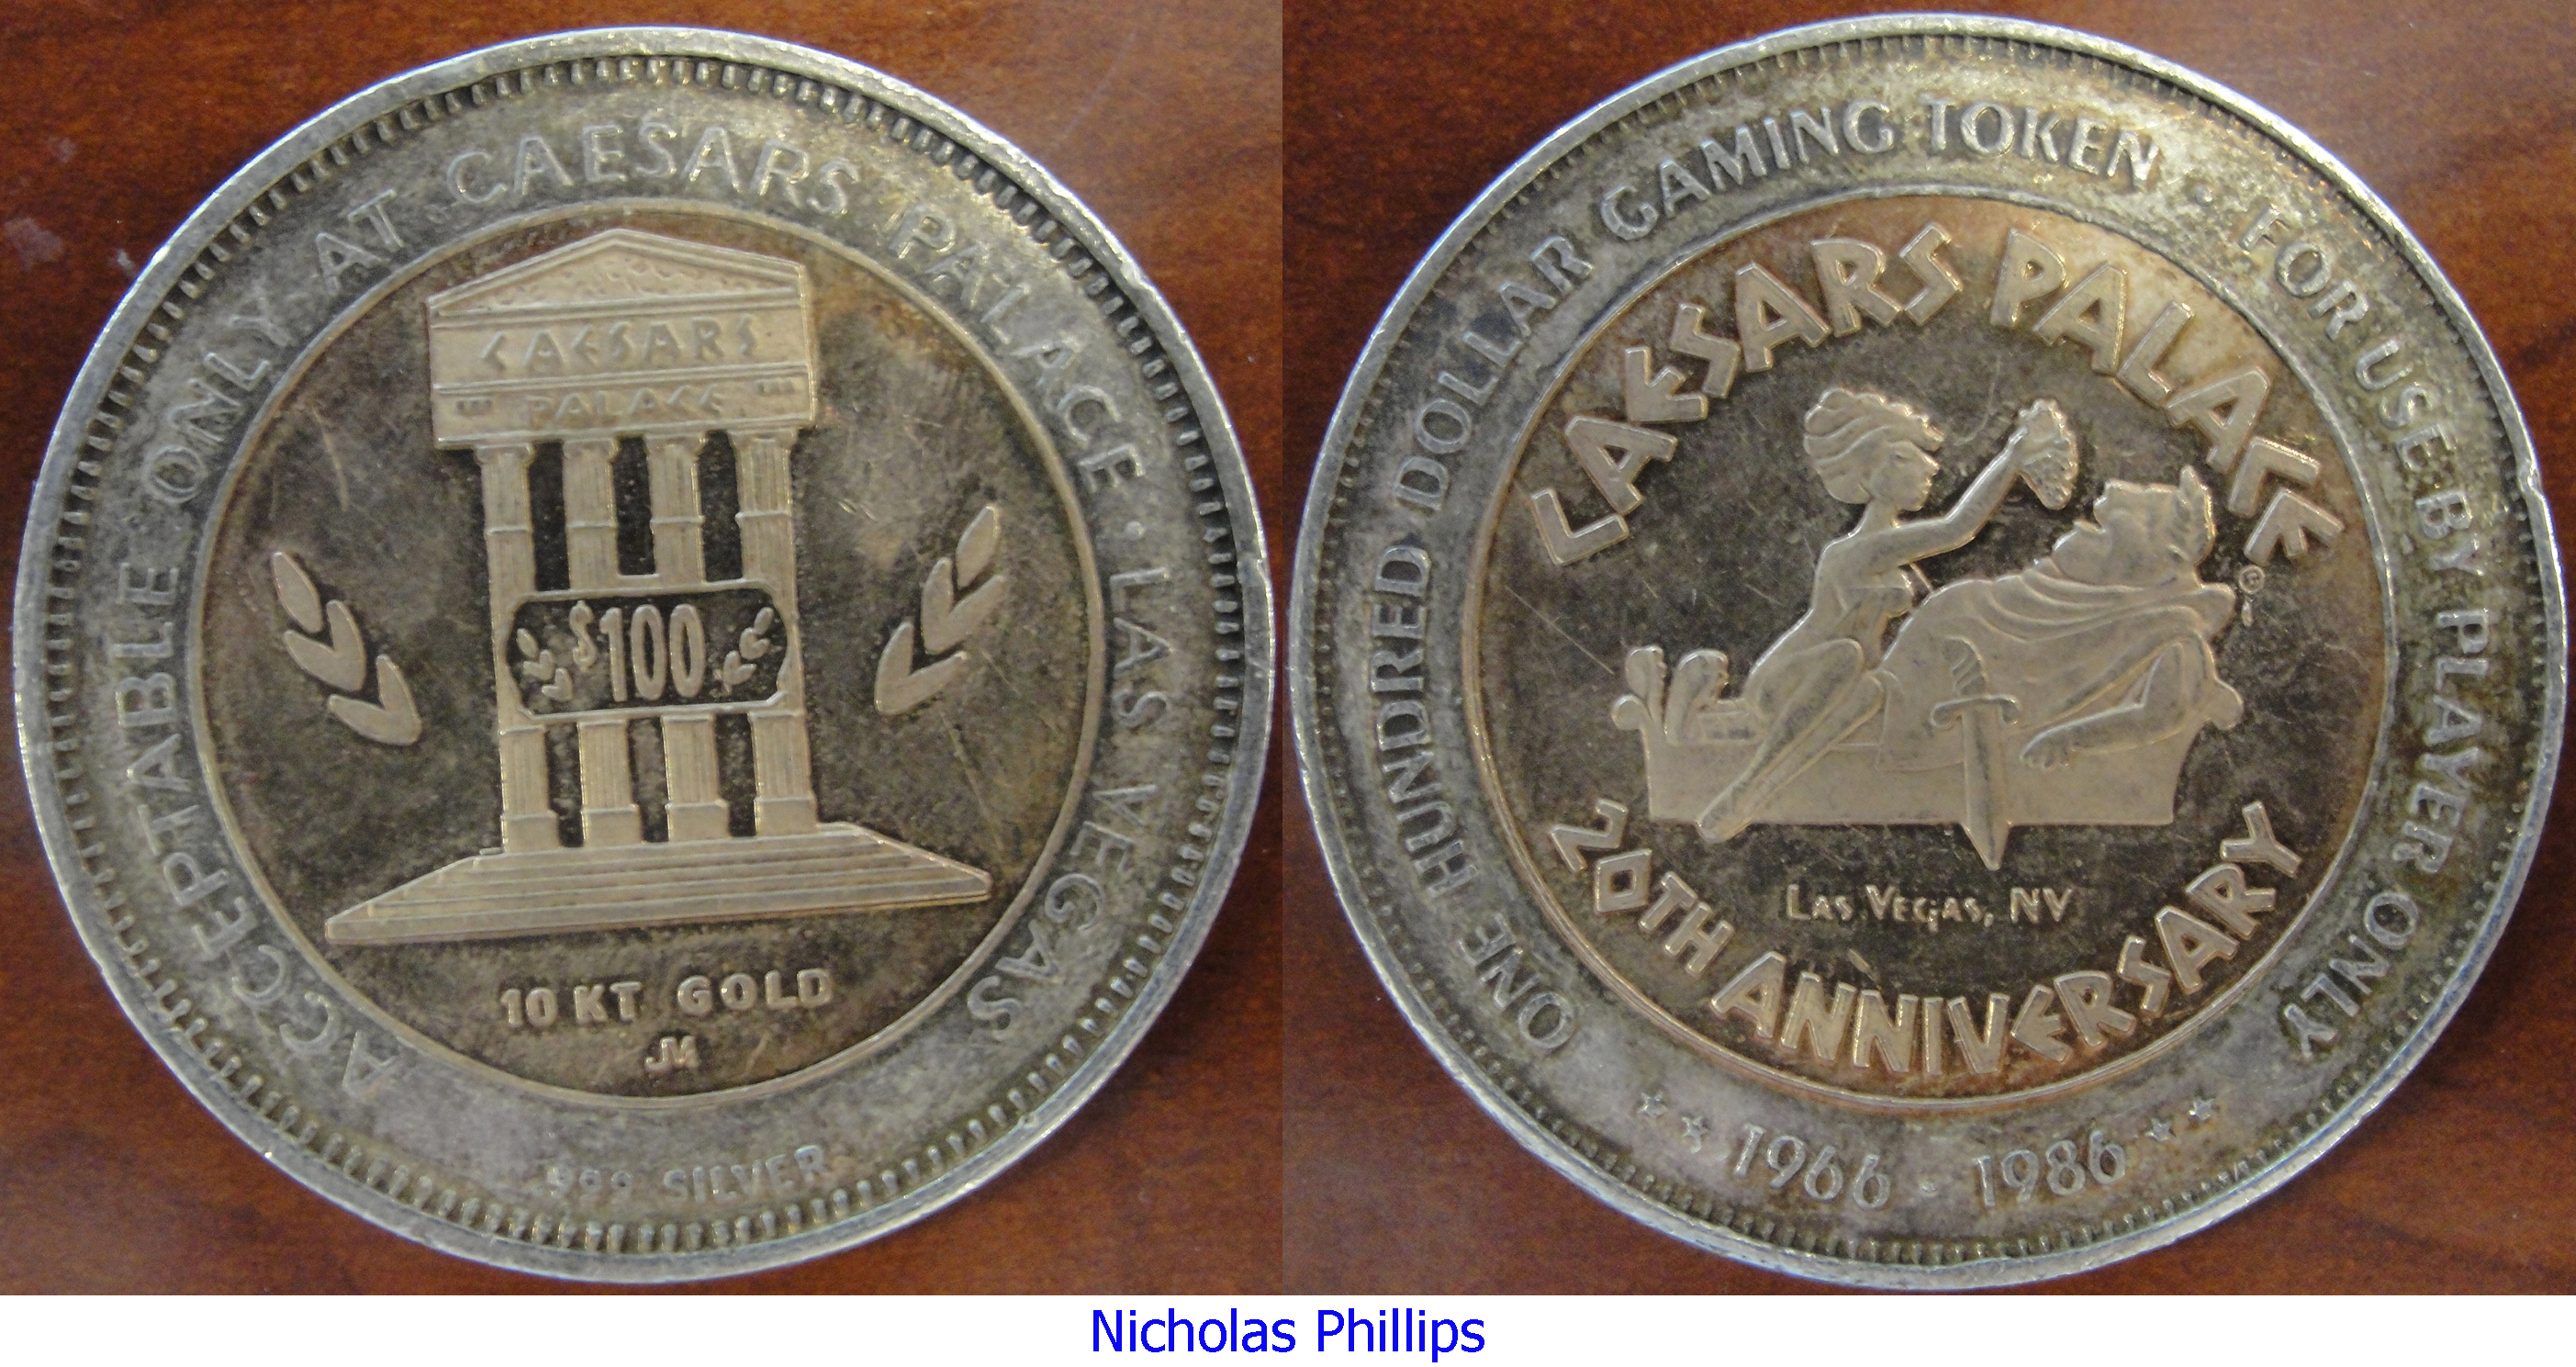 ACCEPTABLE ONLY AT CAESARS PALACE · LAS VEGAS
CAESARS
PALACE
$100
10 KT GOLD
JM
.999 SILVER
ONE HUNDRED DOLLAR GAMING TOKEN · FOR USE BY PLAYER ONLY
CAESARS PALACE
©
LAS VEGAS, NV
20TH ANNIVERSARY
★ ★ 1966 - 1986 ★ ★
Nicholas Phillips